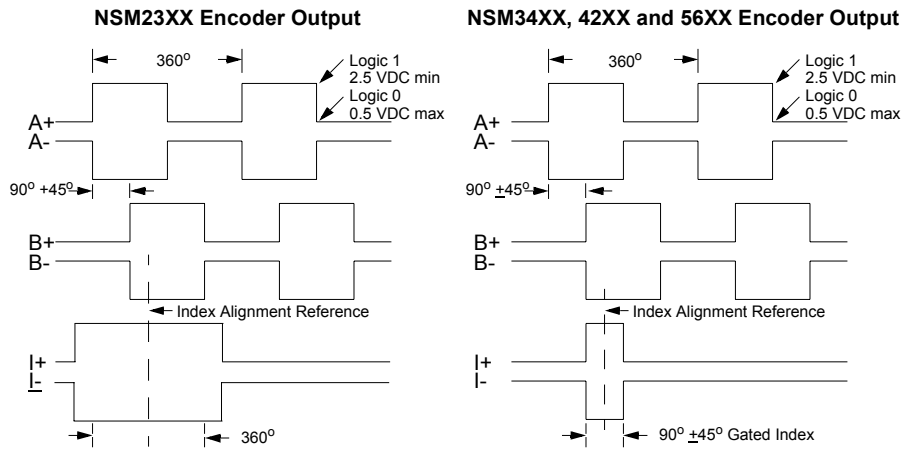 NSM23XX Encoder Output
360°
Logic 1
2.5 VDC min
Logic 0
0.5 VDC max
A+
A-
90° +45°
B+
B-
Index Alignment Reference
I+
I-
360°
NSM34XX, 42XX and 56XX Encoder Output
360°
Logic 1
2.5 VDC min
Logic 0
0.5 VDC max
A+
A-
90° ±45°
B+
B-
Index Alignment Reference
I+
I-
90° ±45° Gated Index